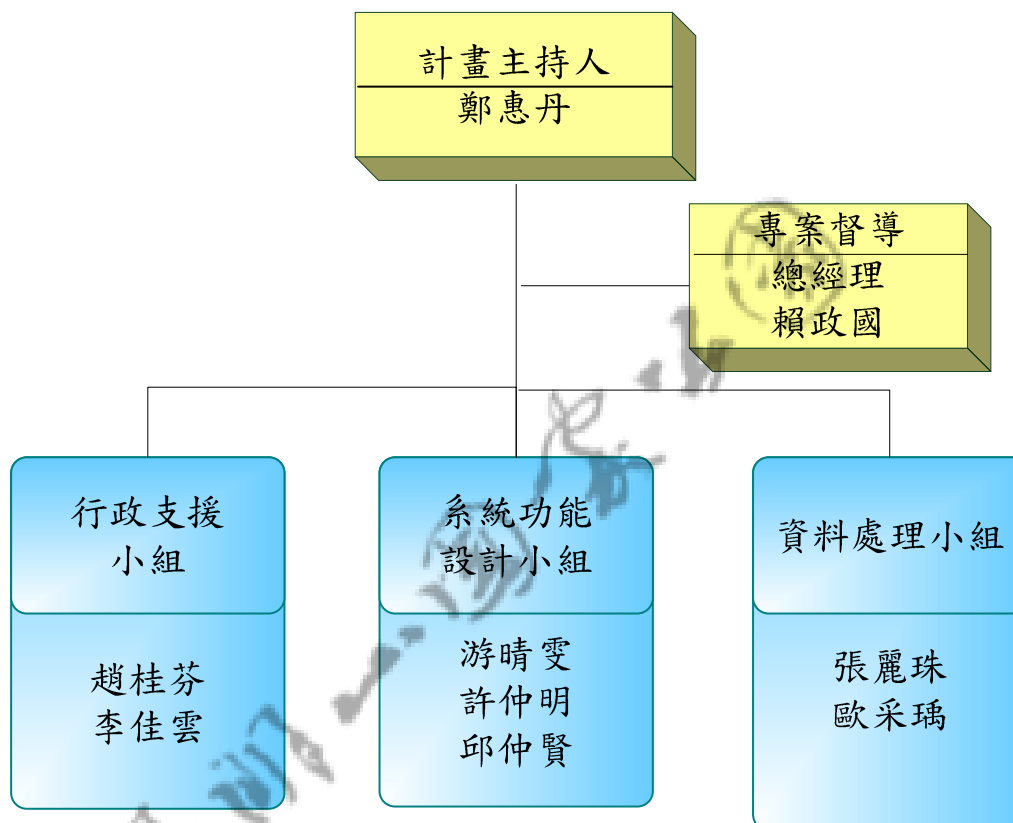 計畫主持人
鄭惠丹
專案督導
總經理
賴政國
行政支援
小組
趙桂芬
李佳雲
系統功能
設計小組
游晴雯
許仲明
邱仲賢
資料處理小組
張麗珠
歐采瑀